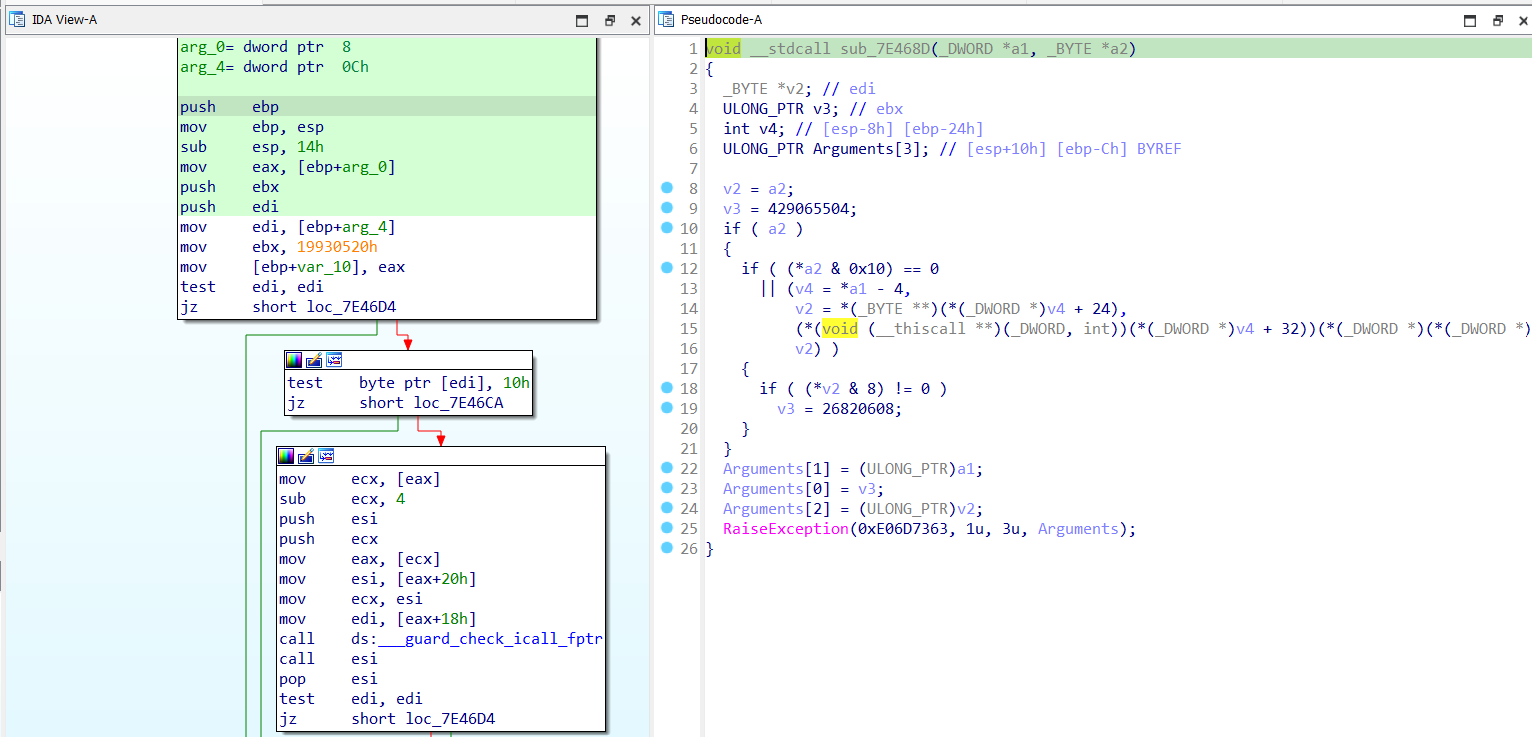 IDA View-A
arg_0= dword ptr  8
arg_4= dword ptr  0Ch
push    ebp
mov     ebp, esp
sub     esp, 14h
mov     eax, [ebp+arg_0]
push    ebx
push    edi
mov     edi, [ebp+arg_4]
mov     ebx, 19930520h
mov     [ebp+var_10], eax
test    edi, edi
jz      short loc_7E46D4
test    byte ptr [edi], 10h
jz      short loc_7E46CA
mov     ecx, [eax]
sub     ecx, 4
push    esi
push    ecx
mov     eax, [ecx]
mov     esi, [eax+20h]
mov     ecx, esi
mov     edi, [eax+18h]
call    ds:___guard_check_icall_fptr
call    esi
pop     esi
test    edi, edi
jz      short loc_7E46D4
Pseudocode-A
1 void __stdcall sub_7E468D(_DWORD *a1, _BYTE *a2)
2 {
3   _BYTE *v2; // edi
4   ULONG_PTR v3; // ebx
5   int v4; // [esp-8h] [ebp-24h]
6   ULONG_PTR Arguments[3]; // [esp+10h] [ebp-Ch] BYREF
7
8   v2 = a2;
9   v3 = 429065504;
10   if ( a2 )
11   {
12     if ( (*a2 & 0x10) == 0
13       || (v4 = *a1 - 4,
14           v2 = *(_BYTE **)(*(_DWORD *)v4 + 24),
15           (*(void (__thiscall **)(_DWORD, int))(*(_DWORD *)v4 + 32))(*(_DWORD *)(*(_DWORD *)
16           v2) )
17     {
18       if ( (*v2 & 8) != 0 )
19         v3 = 26820608;
20     }
21   }
22   Arguments[1] = (ULONG_PTR)a1;
23   Arguments[0] = v3;
24   Arguments[2] = (ULONG_PTR)v2;
25   RaiseException(0xE06D7363, 1u, 3u, Arguments);
26 }